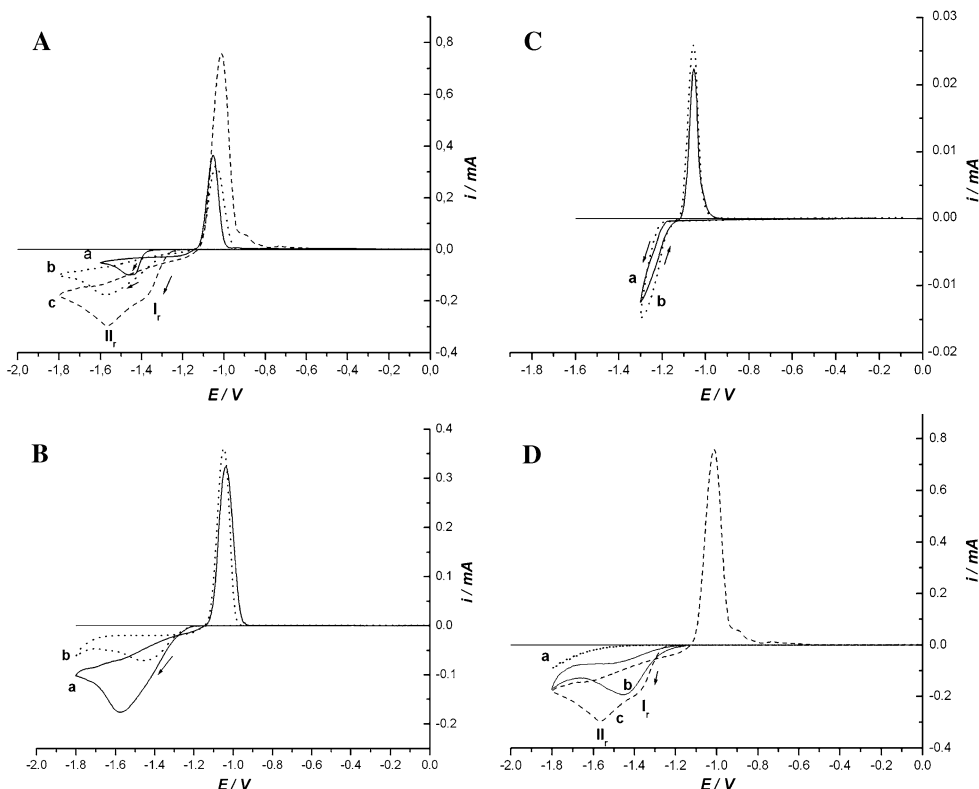 A
0,8
0,6
0,4
0,2
0,0
-0,2
-0,4
i / mA
a
b
c
I r
II r
-2,0 -1,8 -1,6 -1,4 -1,2 -1,0 -0,8 -0,6 -0,4 -0,2 0,0
E / V
C
0.03
0.02
0.01
0.00
-0.01
-0.02
i / mA
a
b
-1.8 -1.6 -1.4 -1.2 -1.0 -0.8 -0.6 -0.4 -0.2 0.0
E / V
B
0.4
0.3
0.2
0.1
0.0
-0.1
-0.2
i / mA
b
a
-2.0 -1.8 -1.6 -1.4 -1.2 -1.0 -0.8 -0.6 -0.4 -0.2 0.0
E / V
D
0.8
0.6
0.4
0.2
0.0
-0.2
-0.4
i / mA
a
b
c
I r
II r
-2.0 -1.8 -1.6 -1.4 -1.2 -1.0 -0.8 -0.6 -0.4 -0.2 0.0
E / V